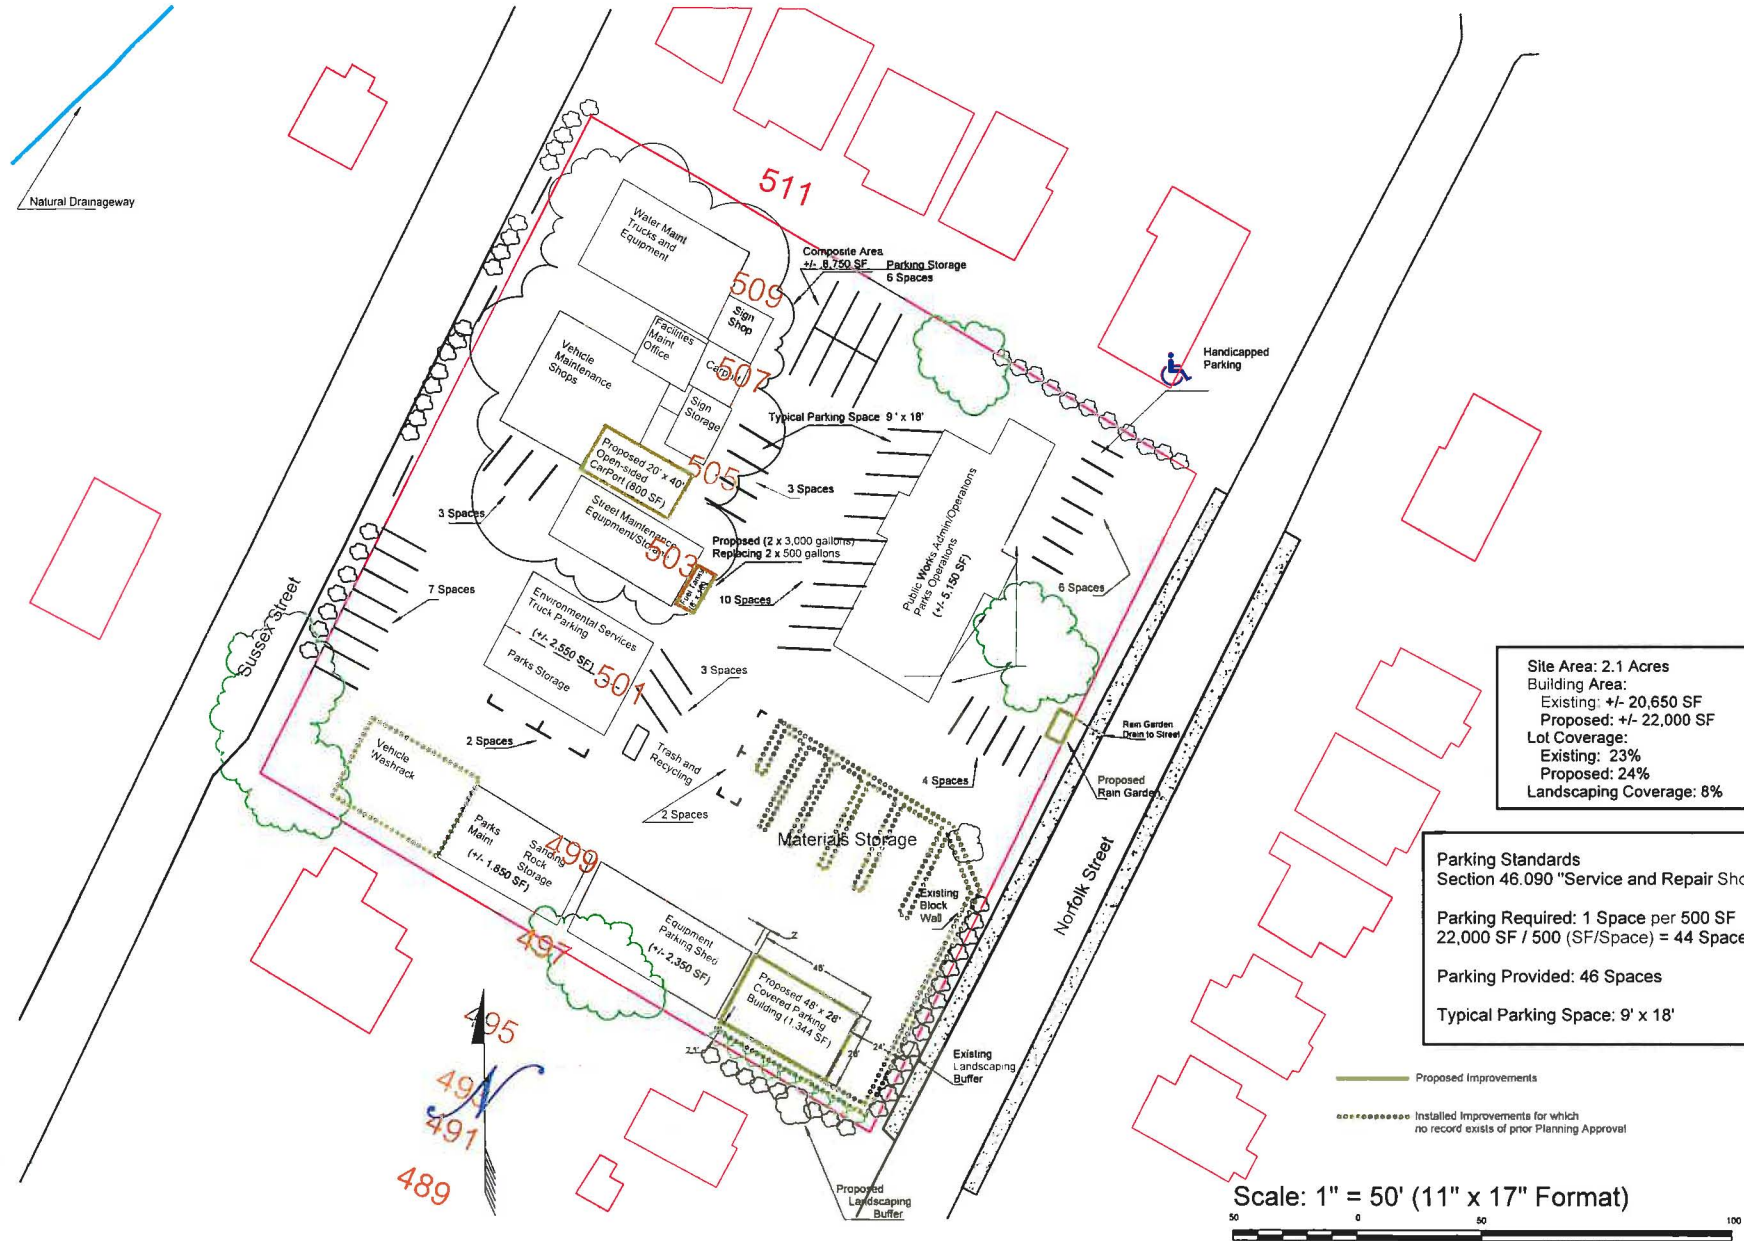 Natural Drainageway
511
Water Maint
Trucks and
Equipment
Composite Area
+/- 8,750 SF
Parking Storage
6 Spaces
509
Sign
Shop
Facilities
Maint
Office
Vehicle
Maintenance
Shops
Carport
507
Sign
Storage
Handicapped
Parking
Typical Parking Space 9' x 18'
Proposed 20' x 40'
Open-sided
CarPort (800 SF)
505
3 Spaces
3 Spaces
Street Maintenance
503
Proposed (2 x 3,000 gallons)
Replacing 2 x 500 gallons
Fuel Tanks
10 Spaces
Public Works Admin/Operations
Parks Operations
(+/- 5,150 SF)
6 Spaces
7 Spaces
Sussex Street
Environmental Services
Truck Parking
(+/- 2,550 SF)
Parks Storage
501
3 Spaces
2 Spaces
Trash and
Recycling
2 Spaces
Vehicle
Washrack
4 Spaces
Rain Garden
Drain to Street
Proposed
Rain Garden
Materials Storage
Parks
Maint
(+/- 1,850 SF)
Sanding
Rock
Storage
499
Existing
Block
Wall
Norfolk Street
497
Equipment
Parking Shed
(+/- 2,350 SF)
Proposed 48' x 28'
Covered Parking
Building (1,344 SF)
24'
Existing
Landscaping
Buffer
Proposed
Landscaping
Buffer
495
N
491
489
Site Area: 2.1 Acres
Building Area:
Existing: +/- 20,650 SF
Proposed: +/- 22,000 SF
Lot Coverage:
Existing: 23%
Proposed: 24%
Landscaping Coverage: 8%
Parking Standards
Section 46.090 "Service and Repair Sho
Parking Required: 1 Space per 500 SF
22,000 SF / 500 (SF/Space) = 44 Space
Parking Provided: 46 Spaces
Typical Parking Space: 9' x 18'
Proposed Improvements
Installed Improvements for which
no record exists of prior Planning Approval
Scale: 1" = 50' (11" x 17" Format)
50 0 50 100